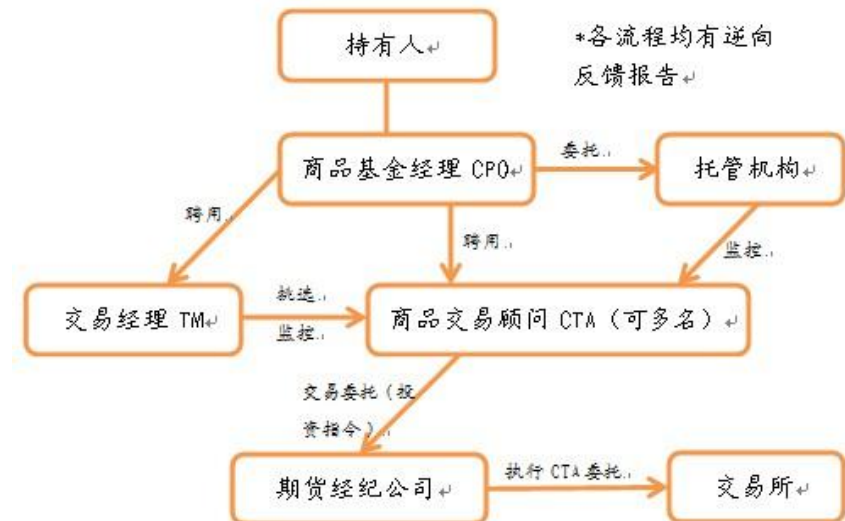 持有人
*各流程均有逆向
反馈报告
商品基金经理 CPO
委托
托管机构
聘用
聘用
监控
交易经理 TM
挑选
监控
商品交易顾问 CTA（可多名）
交易委托（投
资指令）
期货经纪公司
执行 CTA 委托
交易所